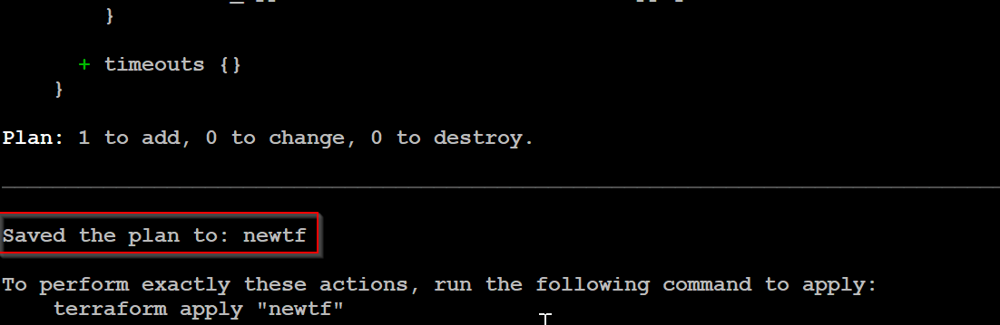 }
+ timeouts {}
}
Plan: 1 to add, 0 to change, 0 to destroy.
Saved the plan to: newtf
To perform exactly these actions, run the following command to apply:
terraform apply "newtf"